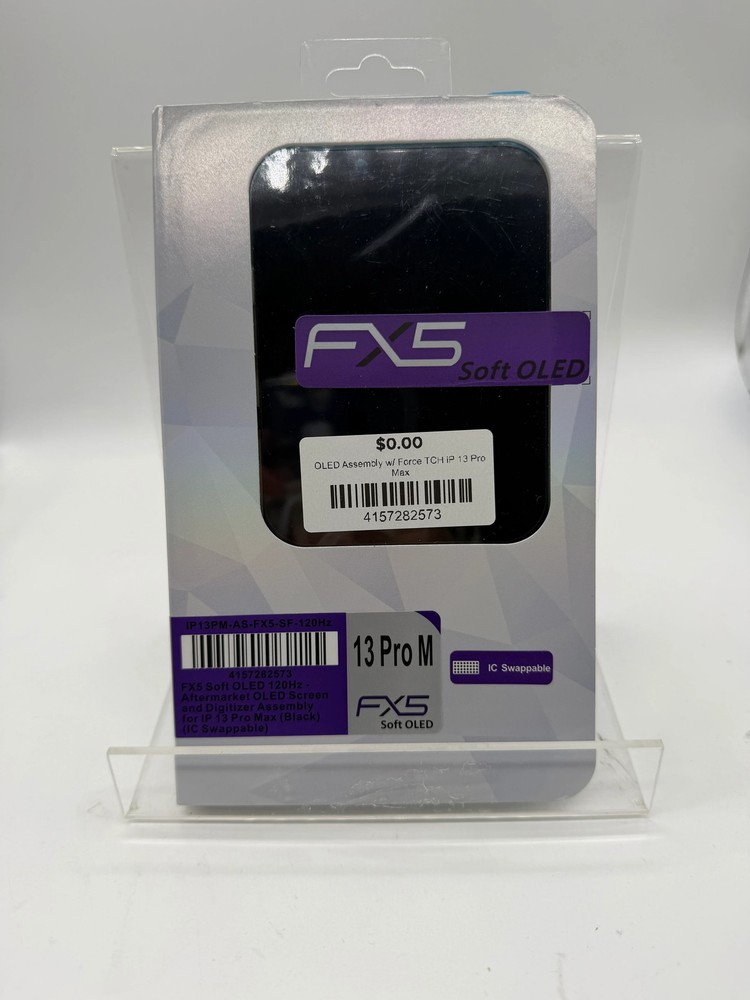 FX5
Soft OLED
$0.00
OLED Assembly w/ Force TCH iP 13 Pro
Max
4157282573
IP13PM-AS-FX5-SF-120Hz
4157282573
FX5 Soft OLED 120Hz -
Aftermarket OLED Screen
and Digitizer Assembly
for IP 13 Pro Max (Black)
(IC Swappable)
13 Pro M
FX5
Soft OLED
IC Swappable